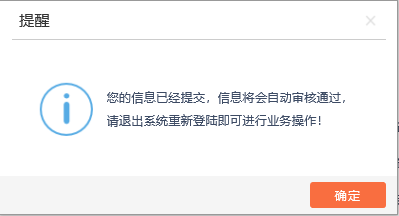 提醒
您的信息已经提交，信息将会自动审核通过，
请退出系统重新登陆即可进行业务操作！
确定